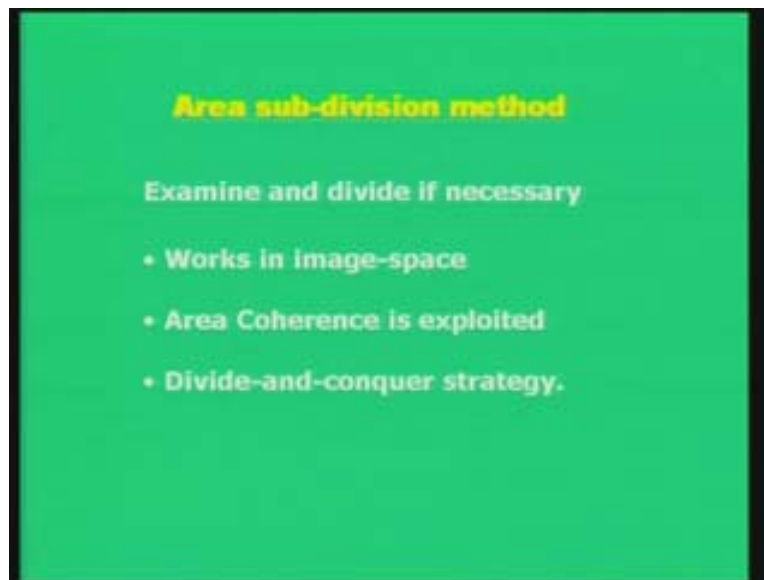 Area sub-division method
Examine and divide if necessary
• Works in image-space
• Area Coherence is exploited
• Divide-and-conquer strategy.